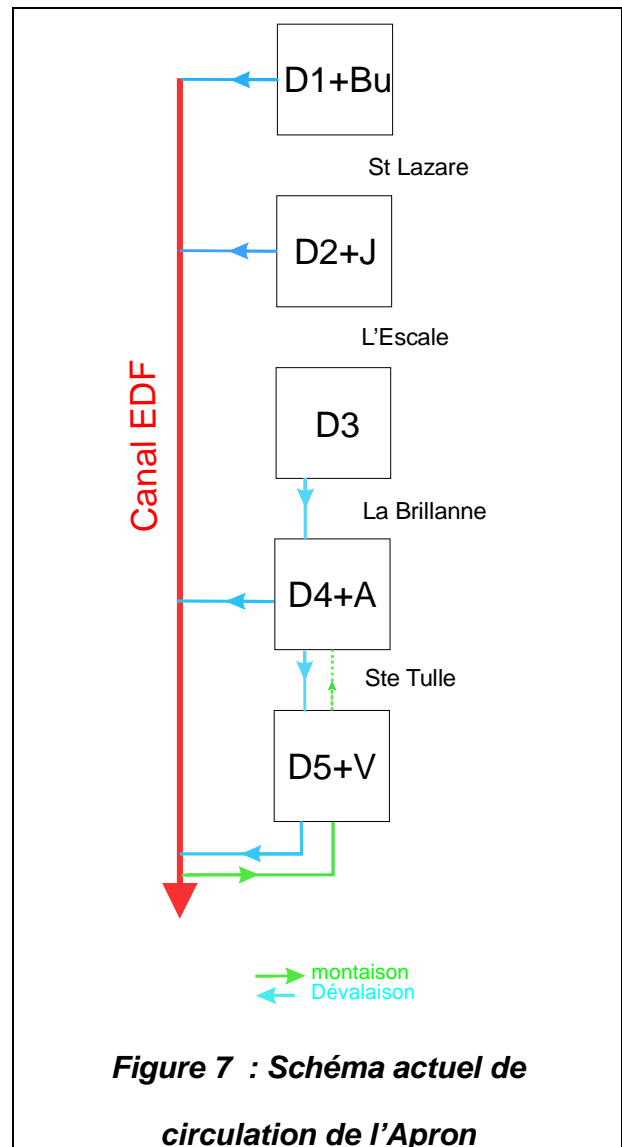 D1+Bu
St Lazare
D2+J
L'Escale
Canal EDF
D3
La Brillanne
D4+A
Ste Tulle
D5+V
montaison
Dévalaison
Figure 7 : Schéma actuel de
circulation de l'Apron